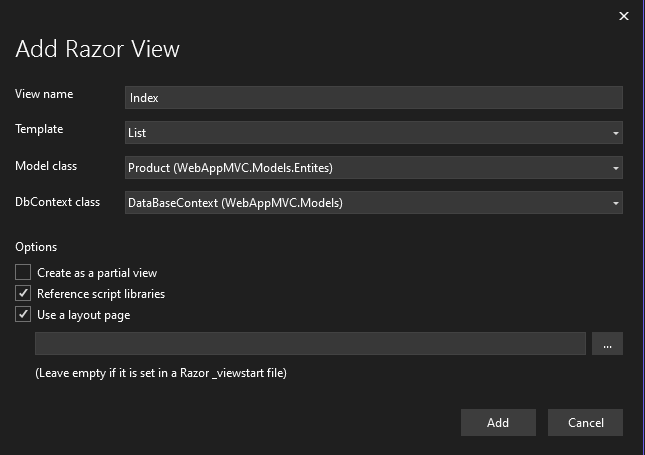 Add Razor View
View name
Index
Template
List
Model class
Product (WebAppMVC.Models.Entites)
DbContext class
DataBaseContext (WebAppMVC.Models)
Options
Create as a partial view
Reference script libraries
Use a layout page
...
(Leave empty if it is set in a Razor _viewstart file)
Add
Cancel